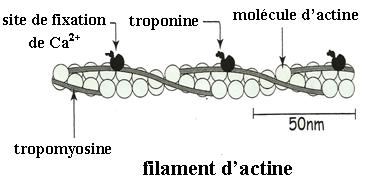 site de fixation
de Ca²⁺
troponine
molécule d’actine
50nm
tropomyosine
filament d’actine